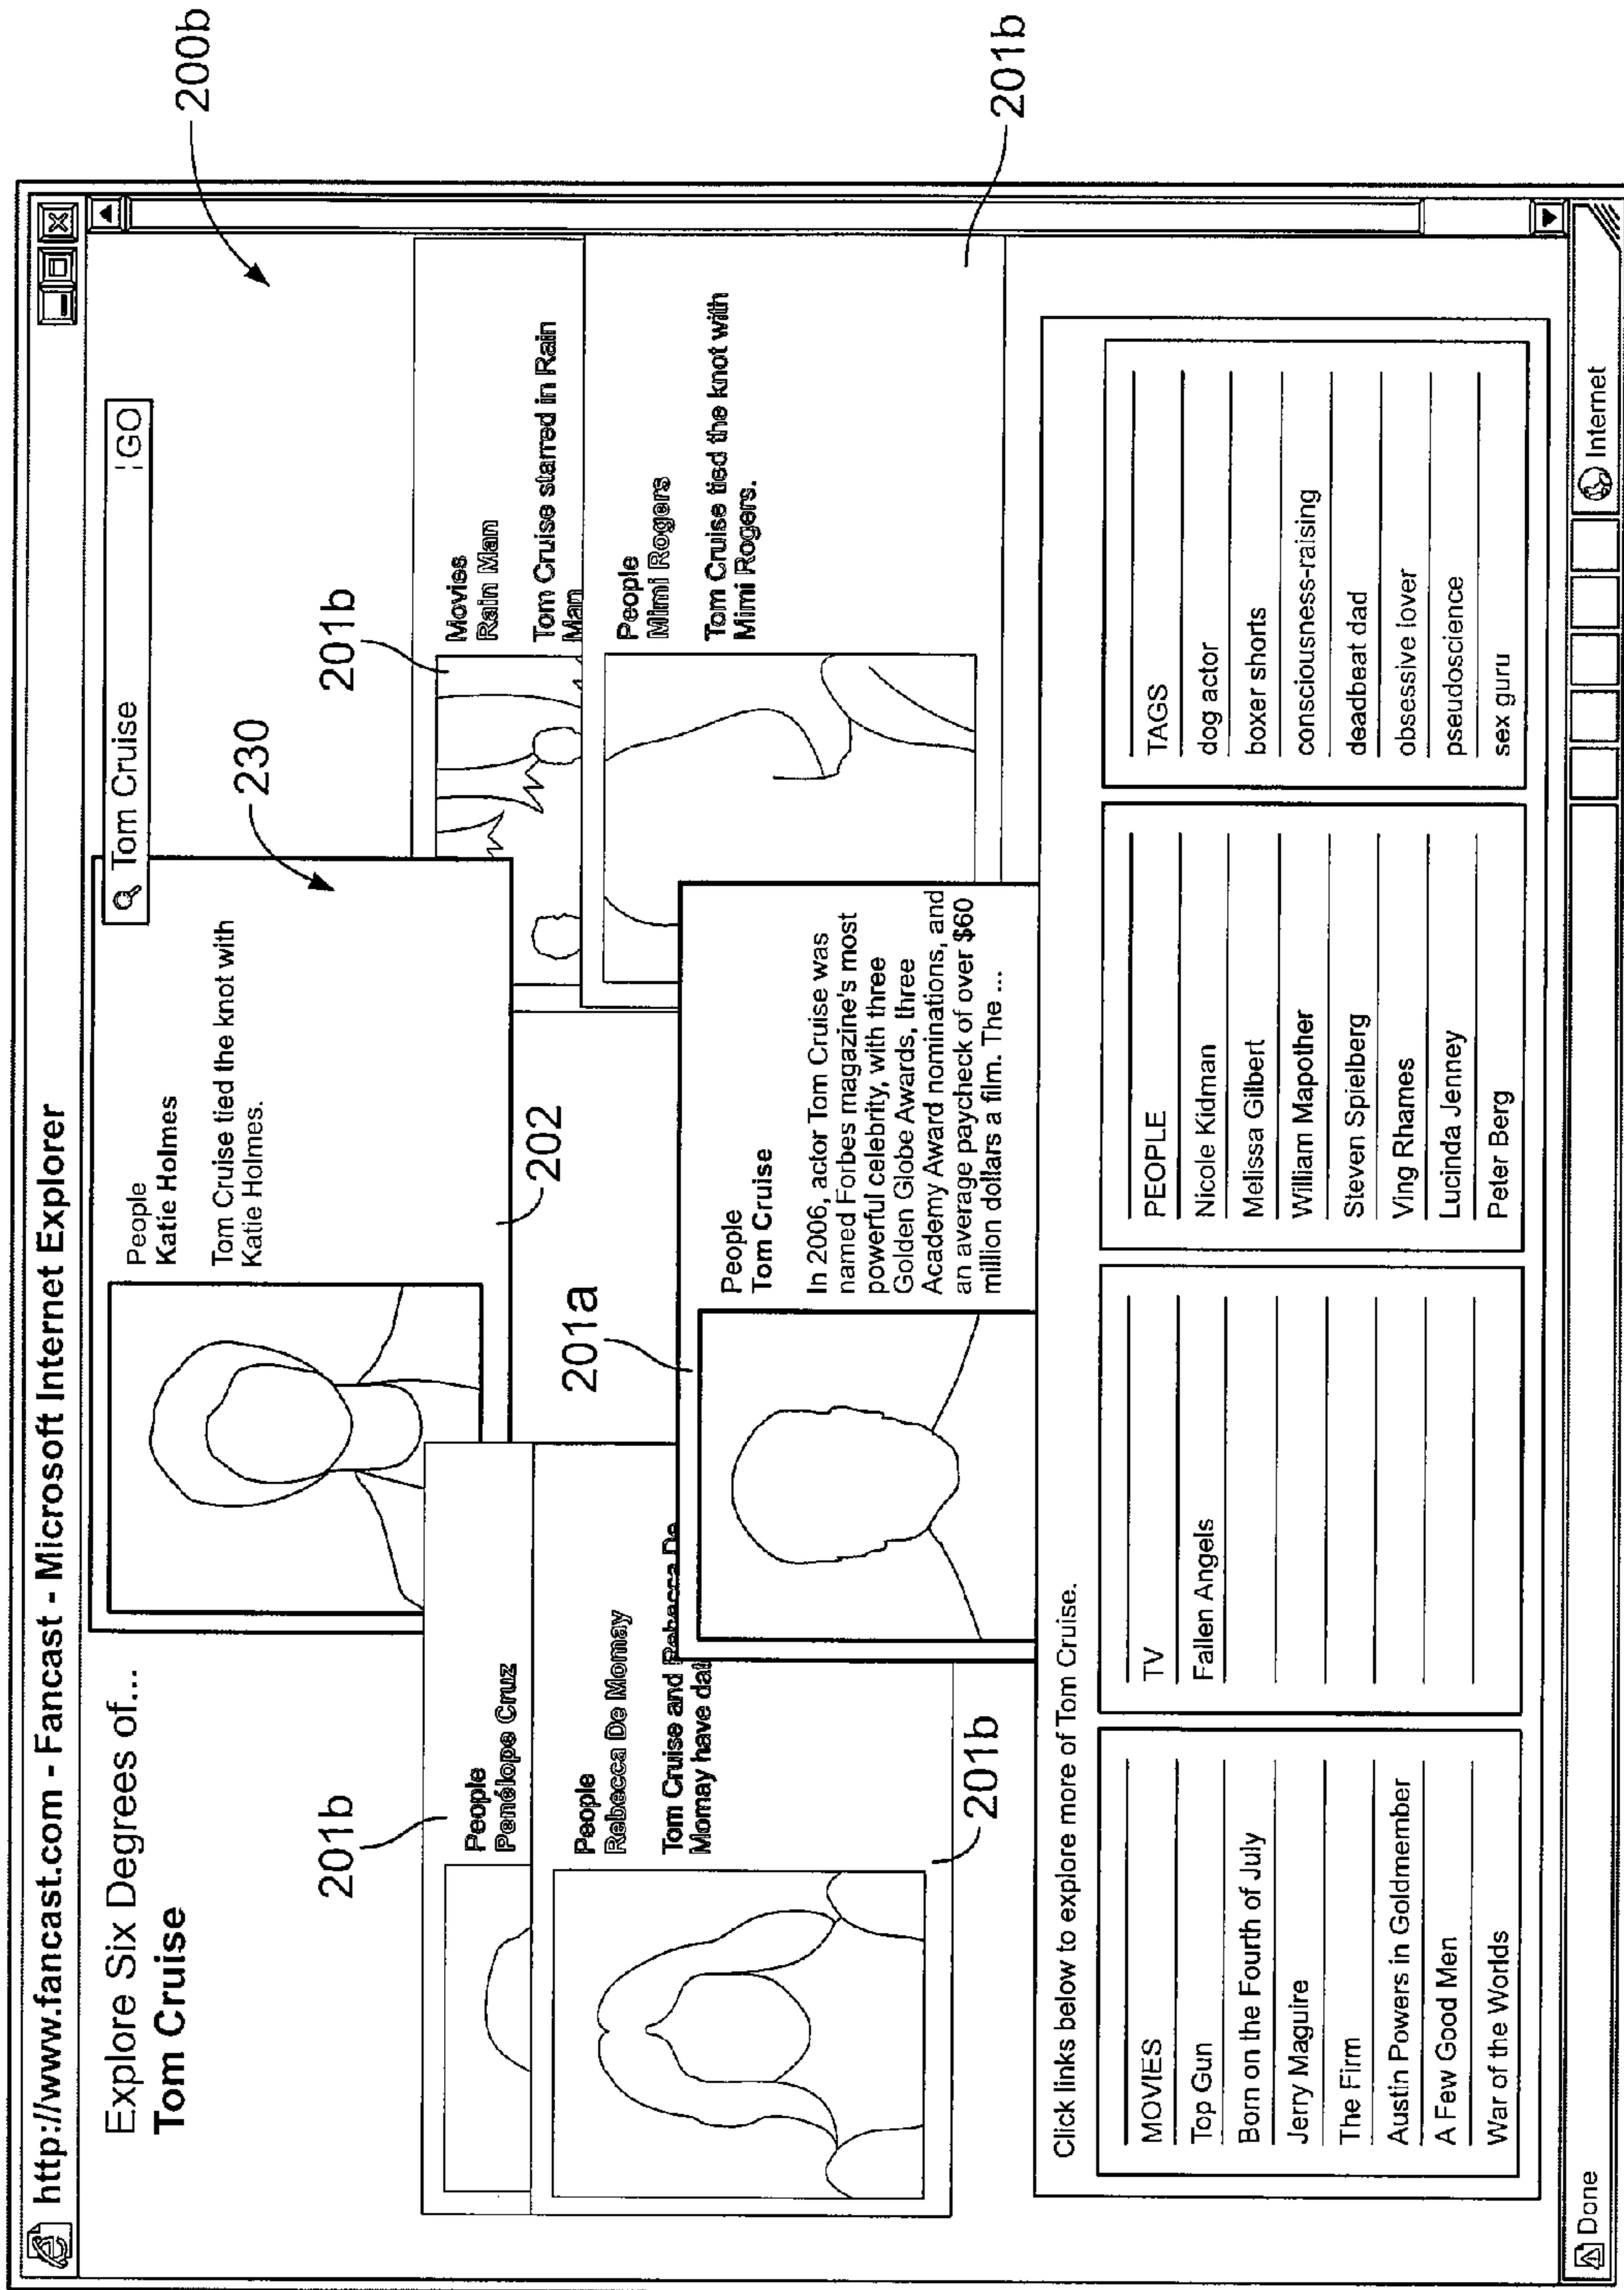 http://www.fancast.com - Fancast - Microsoft Internet Explorer
Explore Six Degrees of...
Tom Cruise
Tom Cruise
GO
200b
People
Katie Holmes
Tom Cruise tied the knot with
Katie Holmes.
230
202
201b
People
Penélope Cruz
201b
Movies
Rain Man
Tom Cruise starred in Rain
Man
People
Rebecca De Mornay
Tom Cruise and Rebecca De
Mornay have
201b
201a
People
Tom Cruise
In 2006, actor Tom Cruise was
named Forbes magazine's most
powerful celebrity, with three
Golden Globe Awards, three
Academy Award nominations, and
an average paycheck of over $60
million dollars a film. The ...
People
Mimi Rogers
Tom Cruise tied the knot with
Mimi Rogers.
201b
Click links below to explore more of Tom Cruise.
MOVIES
Top Gun
Born on the Fourth of July
Jerry Maguire
The Firm
Austin Powers in Goldmember
A Few Good Men
War of the Worlds
TV
Fallen Angels
PEOPLE
Nicole Kidman
Melissa Gilbert
William Mapother
Steven Spielberg
Ving Rhames
Lucinda Jenney
Peter Berg
TAGS
dog actor
boxer shorts
consciousness-raising
deadbeat dad
obsessive lover
pseudoscience
sex guru
Done
Internet